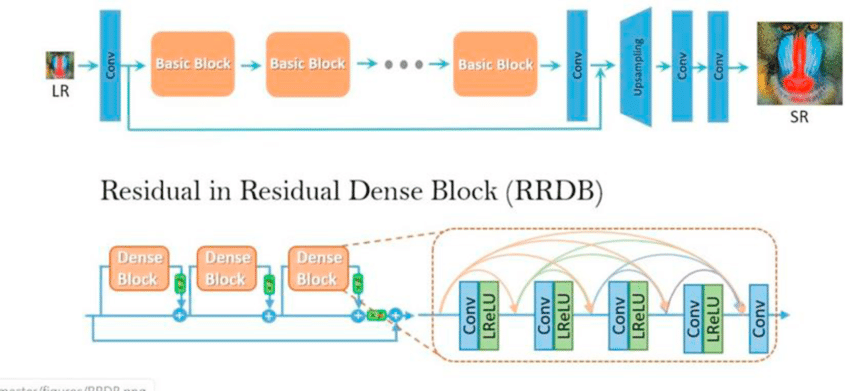 Conv
Basic Block
Basic Block
Basic Block
Conv
Upsampling
Conv
Conv
LR
SR
Residual in Residual Dense Block (RRDB)
Dense
Block
Dense
Block
Dense
Block
Conv
LReLU
Conv
LReLU
Conv
LReLU
Conv
LReLU
Conv